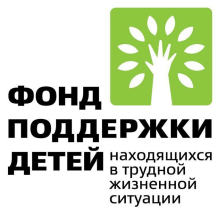 ФОНД
ПОДДЕРЖКИ
ДЕТЕЙ
находящихся
в трудной
жизненной
ситуации